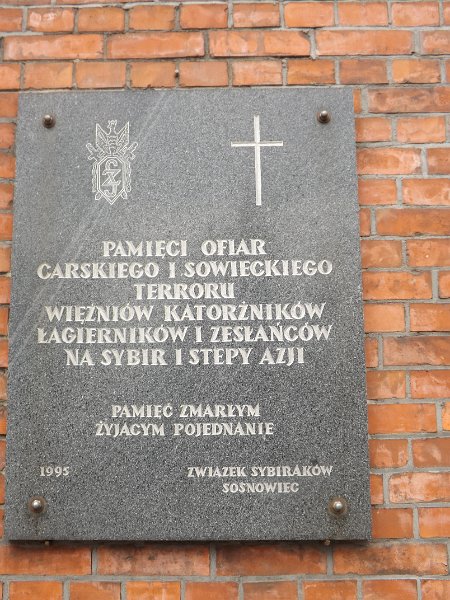 PAMIĘCI OFIAR
CARSKIEGO I SOWIECKIEGO
TERRORU
WIĘŹNIÓW KATORŻNIKÓW
ŁAGIERNIKÓW I ZESŁAŃCÓW
NA SYBIR I STEPY AZJI
PAMIĘĆ ZMARŁYM
ŻYJĄCYM POJEDNANIE
1995
ZWIĄZEK SYBIRAKÓW
SOSNOWIEC